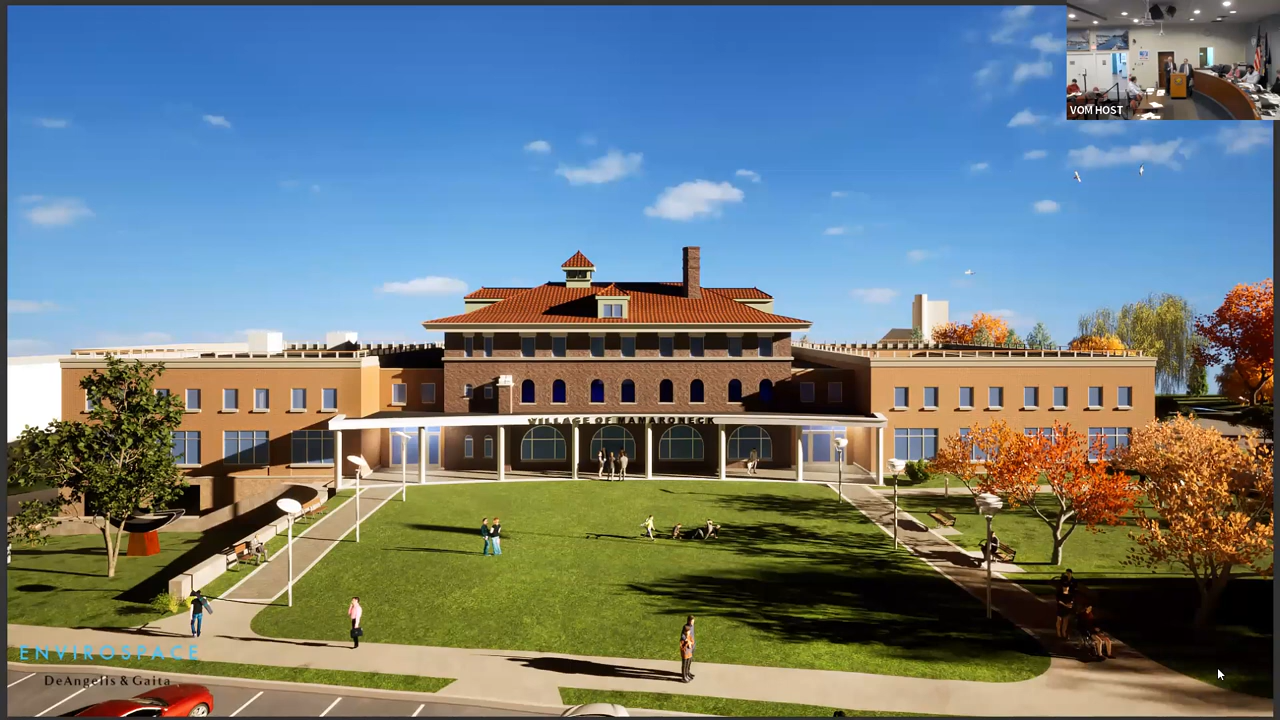 VOM HOST
VILLAGE OF MAMARONECK
ENVIROSPACE
DeAngelis & Gaita